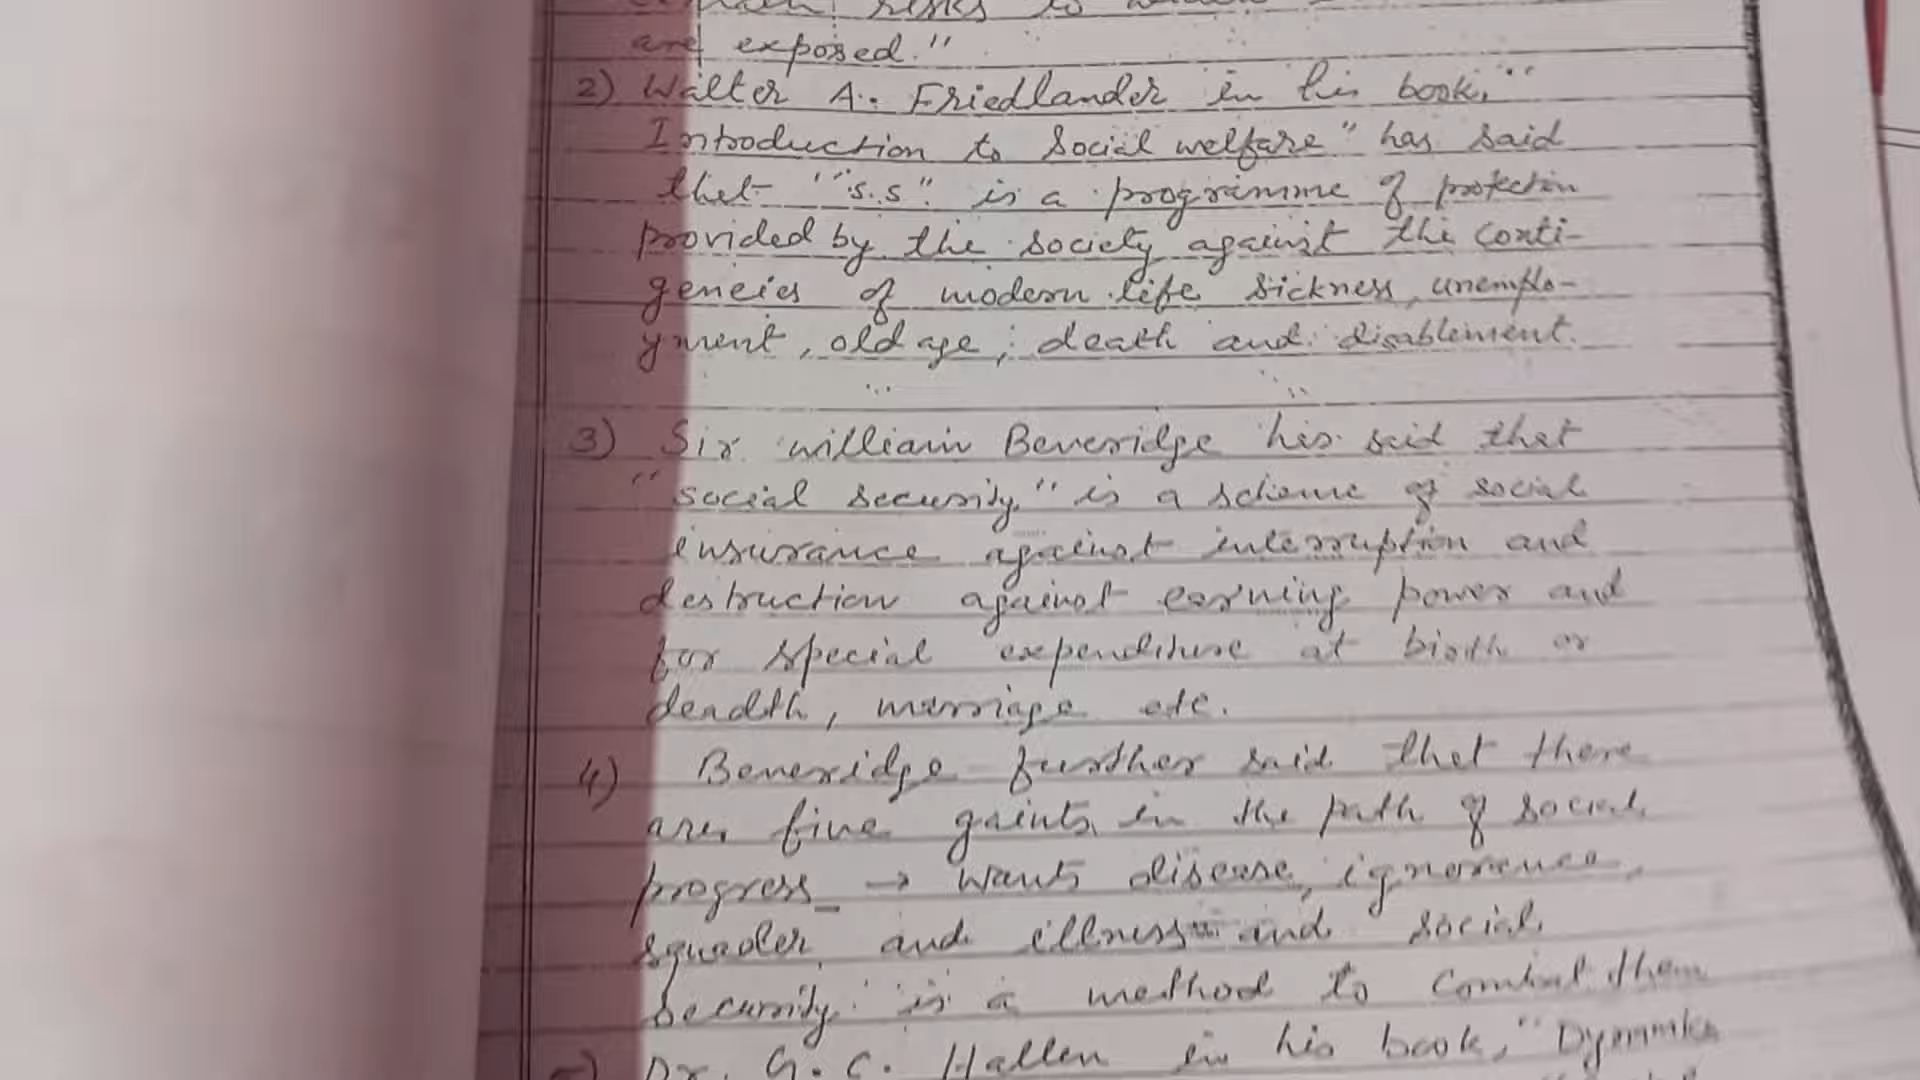 risks to
are exposed."
2) Walter A. Friedlander in his book, "
Introduction to Social welfare" has said
that "s.s" is a programme of protection
provided by the society against the conti-
gencies of modern life sickness, unemplo-
yment, old age, death and disablement.
3) Sir william Beveridge has said that
"social security" is a scheme of social
insurance against interruption and
destruction against earning power and
for special expenditure at birth or
deadth, marriage etc.
4) Beveridge further said that there
are five gaints in the path of social
progress → wants disease, ignorance,
squader and illness and social
security is a method to combat them
Dr. G. C. Hallen in his book, "Dynamics